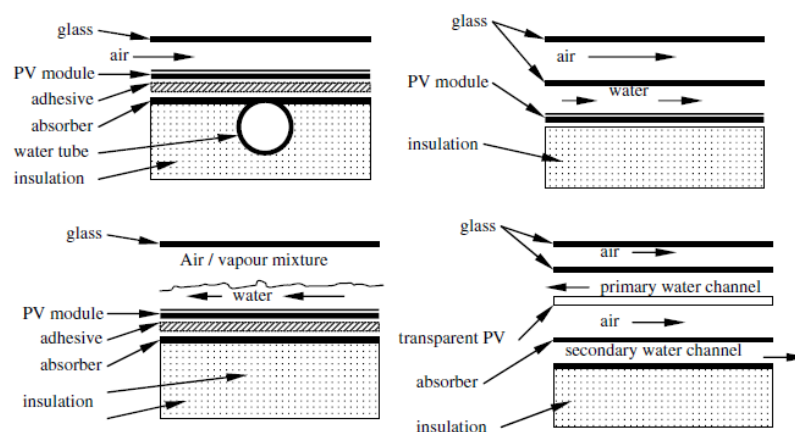 glass
air
PV module
adhesive
absorber
water tube
insulation
glass
air
water
PV module
insulation
glass
Air / vapour mixture
water
PV module
adhesive
absorber
insulation
glass
air
primary water channel
transparent PV
air
secondary water channel
absorber
insulation